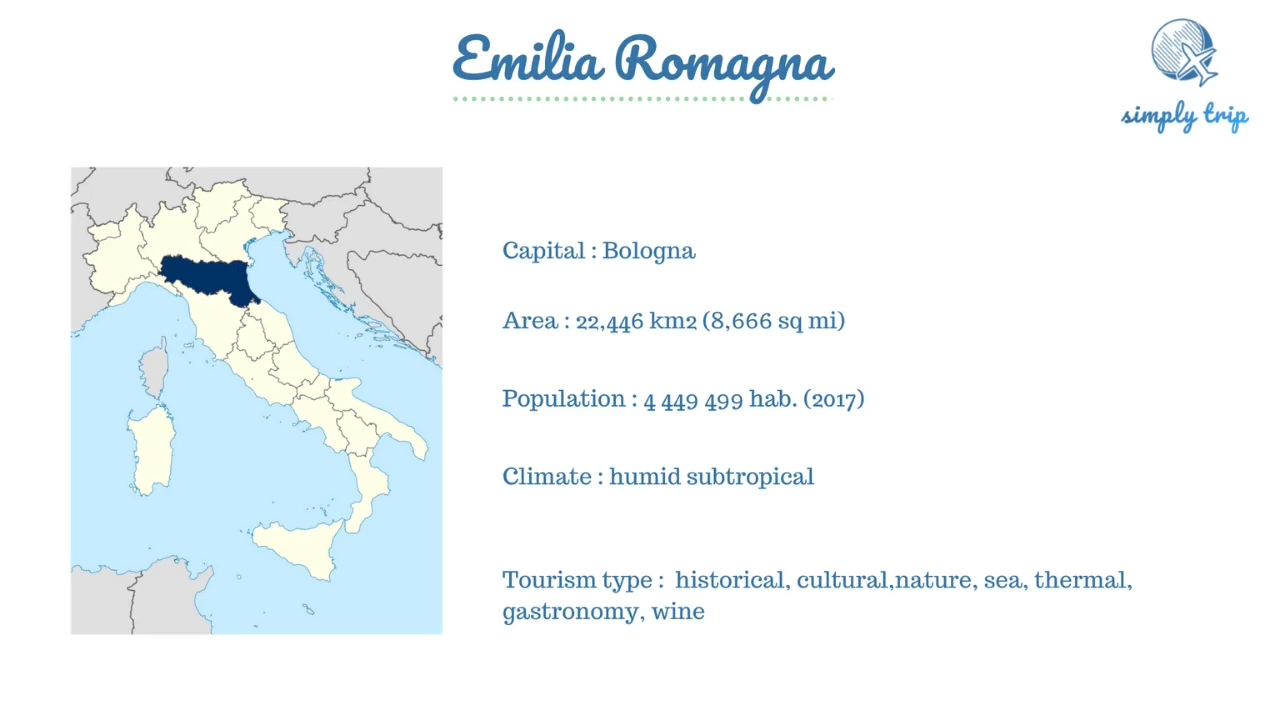 Emilia Romagna
simply trip
Capital : Bologna
Area : 22,446 km2 (8,666 sq mi)
Population : 4 449 499 hab. (2017)
Climate : humid subtropical
Tourism type :  historical, cultural,nature, sea, thermal,
gastronomy, wine